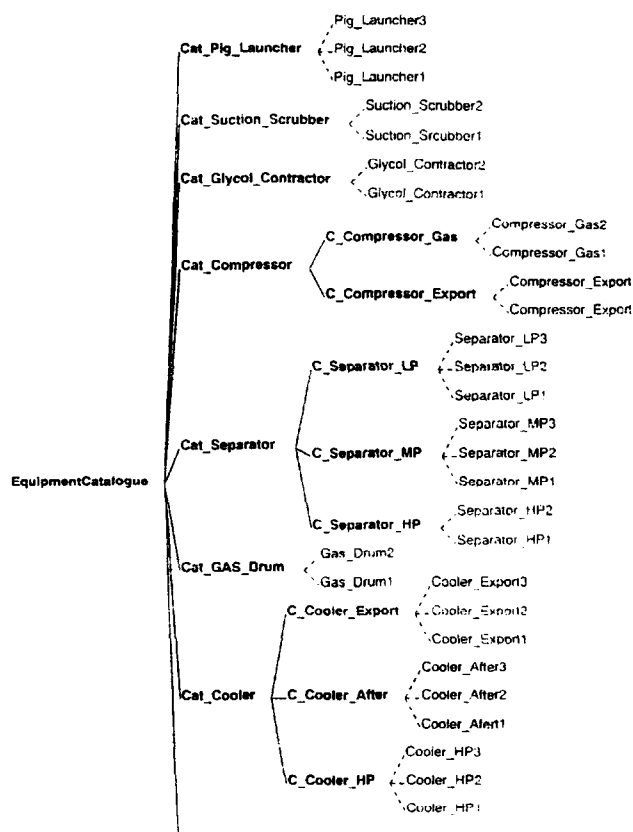 Pig_Launcher3
Cat_Pig_Launcher
Pig_Launcher2
Pig_Launcher1
Suction_Scrubber2
Cat_Suction_Scrubber
Suction_Srcubber1
Glycol_Contractor2
Cat_Glycol_Contractor
Glycol_Contractor1
Compressor_Gas2
C_Compressor_Gas
Compressor_Gas1
Cat_Compressor
Compressor_Export
C_Compressor_Export
Compressor_Export
Separator_LP3
C_Separator_LP
Separator_LP2
Separator_LP1
Separator_MP3
Cat_Separator
C_Separator_MP
Separator_MP2
EquipmentCatalogue
Separator_MP1
Separator_HP2
C_Separator_HP
Separator_HP1
Gas_Drum2
Cat_GAS_Drum
Gas_Drum1
Cooler_Export3
C_Cooler_Export
Cooler_Export2
Cooler_Export1
Cooler_After3
Cat_Cooler
C_Cooler_After
Cooler_After2
Cooler_Afert1
Cooler_HP3
C_Cooler_HP
Cooler_HP2
Cooler_HP1